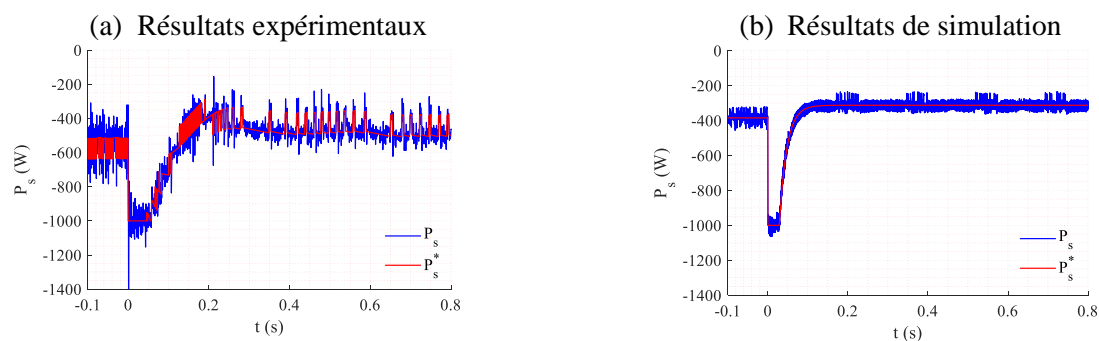 (a) Résultats expérimentaux
0
-200
-400
-600
-800
-1000
-1200
-1400
P_s (W)
-0.1 0 0.2 0.4 0.6 0.8
t (s)
P_s
P_s^*
(b) Résultats de simulation
0
-200
-400
-600
-800
-1000
-1200
-1400
P_s (W)
-0.1 0 0.2 0.4 0.6 0.8
t (s)
P_s
P_s^*